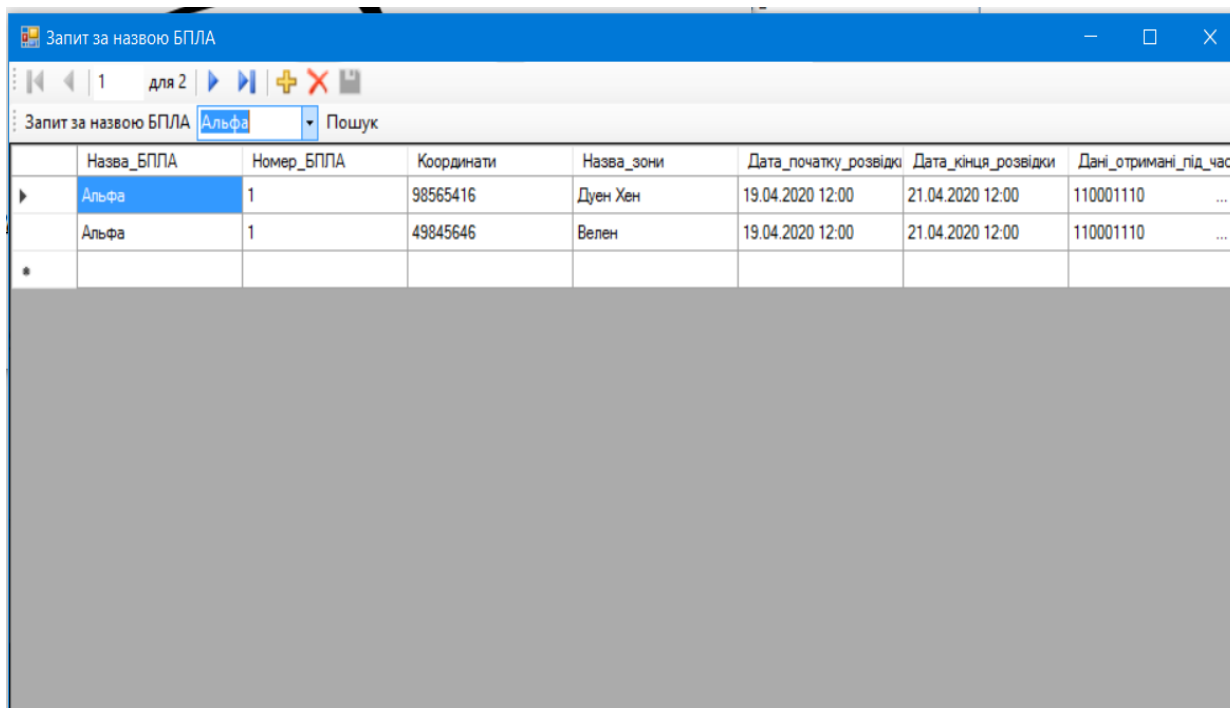 Запит за назвою БПЛА
1 для 2
Запит за назвою БПЛА Альфа Пошук
Назва_БПЛА Номер_БПЛА Координати Назва_зони Дата_початку_розвідки Дата_кінця_розвідки Дані_отримані_під_час
Альфа 1 98565416 Дуен Хен 19.04.2020 12:00 21.04.2020 12:00 110001110 ...
Альфа 1 49845646 Велен 19.04.2020 12:00 21.04.2020 12:00 110001110 ...